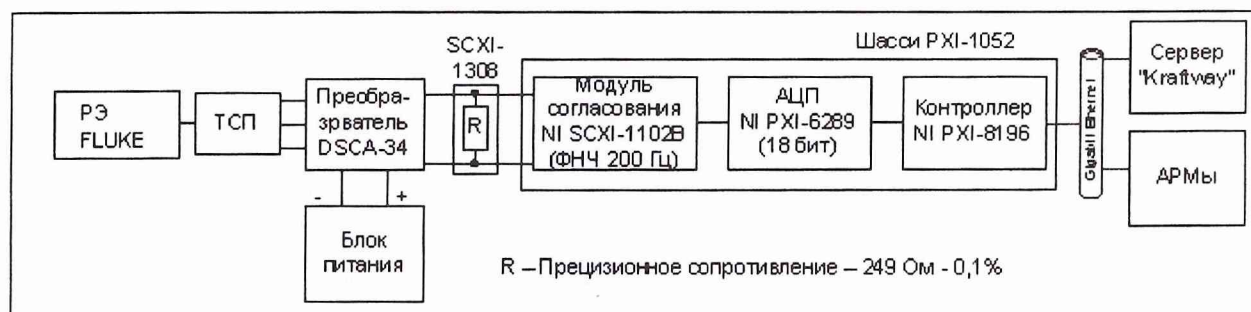 SCXI-
1308
Шасси PXI-1052
РЭ
FLUKE
ТСП
Преобра-
зрватель
DSCA-34
R
Модуль
согласования
NI SCXI-1102B
(ФНЧ 200 Гц)
АЦП
NI PXI-6289
(18 бит)
Контроллер
NI PXI-8196
Gigabit Ethernet
Сервер
"Kraftway"
АРМы
- +
Блок
питания
R – Прецизионное сопротивление – 249 Ом - 0,1%